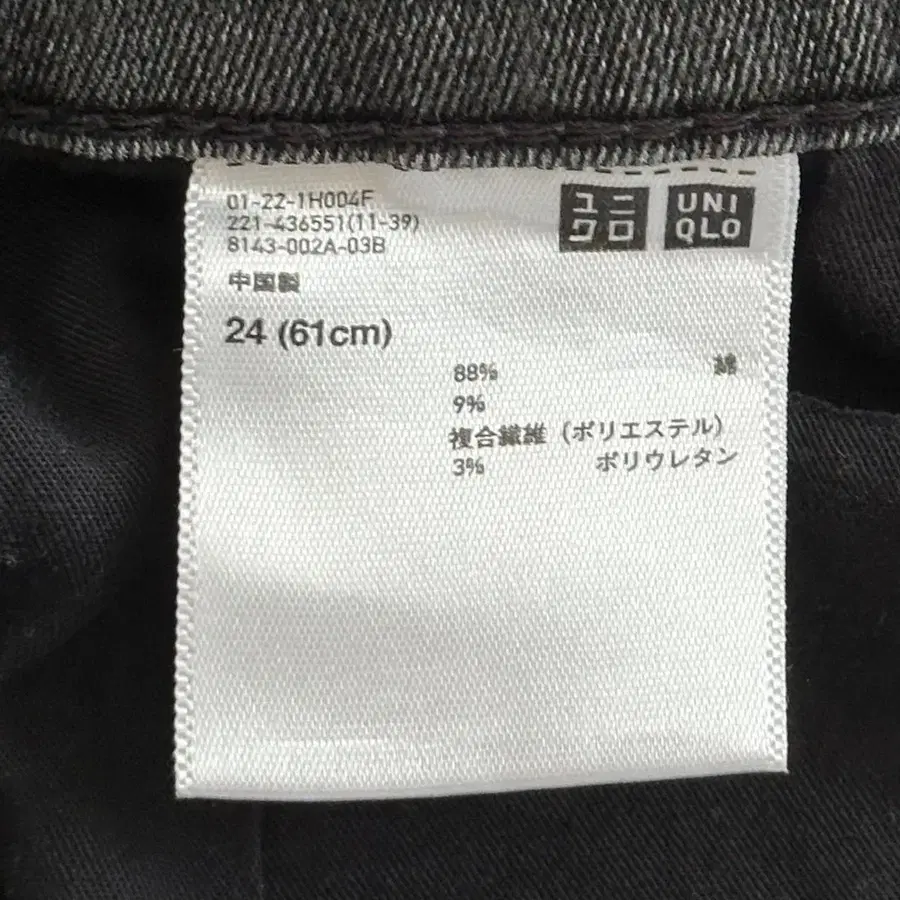 01-22-1H004F
221-436551(11-39)
8143-002A-03B
中国製
ユニ
クロ
UNI
QLO
24 (61cm)
88% 綿
9%
複合繊維（ポリエステル）
3% ポリウレタン